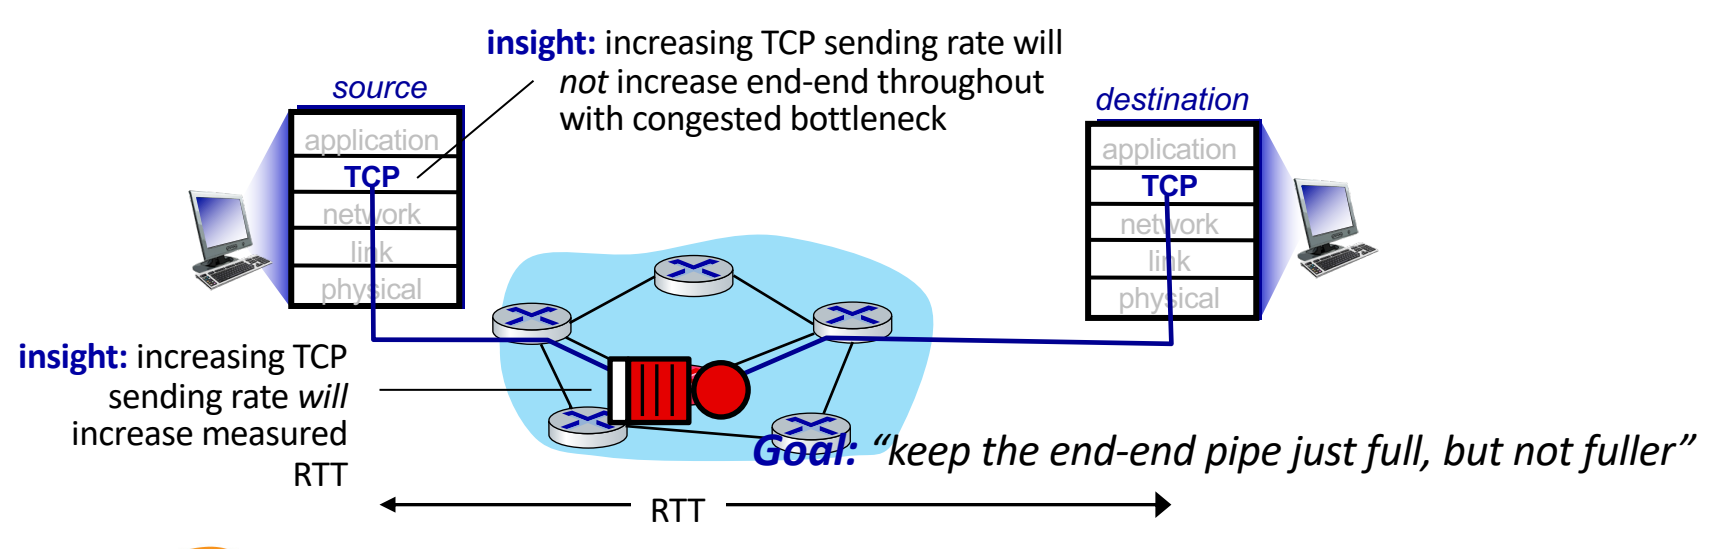 insight: increasing TCP sending rate will
not increase end-end throughout
with congested bottleneck
source
application
TCP
network
link
physical
destination
application
TCP
network
link
physical
insight: increasing TCP
sending rate will
increase measured
RTT
Goal: “keep the end-end pipe just full, but not fuller”
RTT